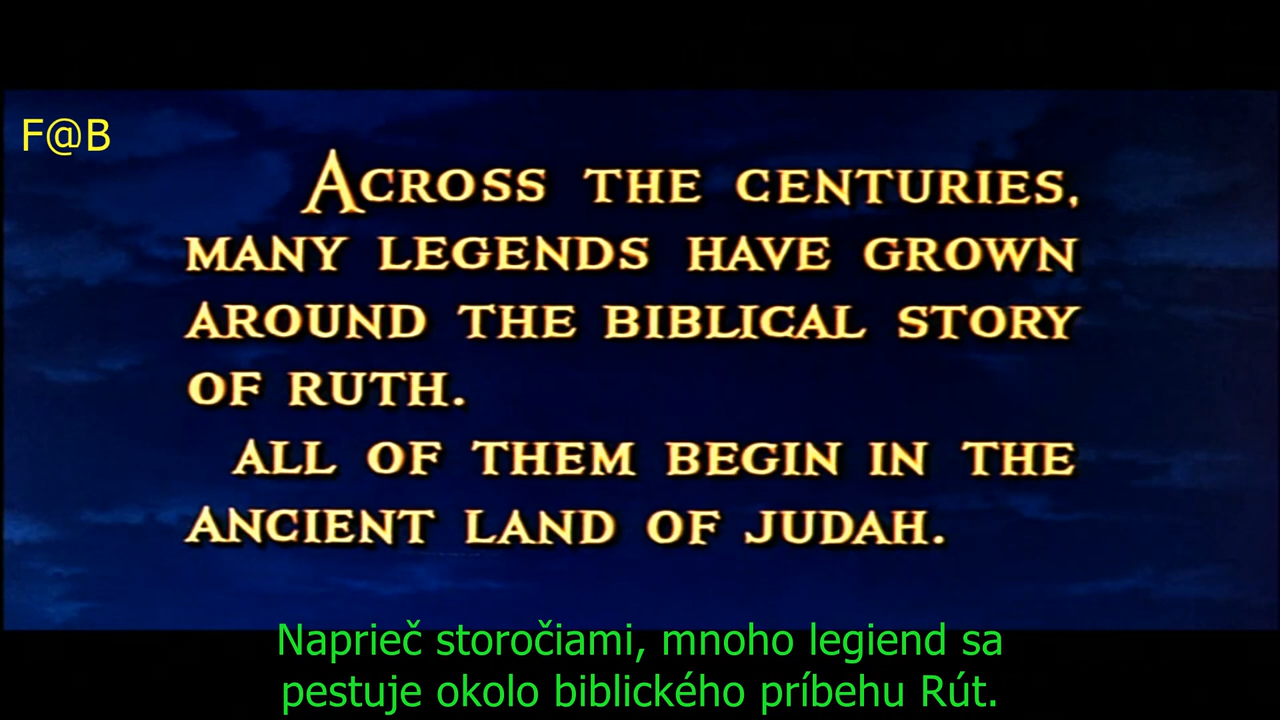 F@B
ACROSS THE CENTURIES,
MANY LEGENDS HAVE GROWN
AROUND THE BIBLICAL STORY
OF RUTH.
ALL OF THEM BEGIN IN THE
ANCIENT LAND OF JUDAH.
Naprieč storočiami, mnoho legiend sa
pestuje okolo biblického príbehu Rút.